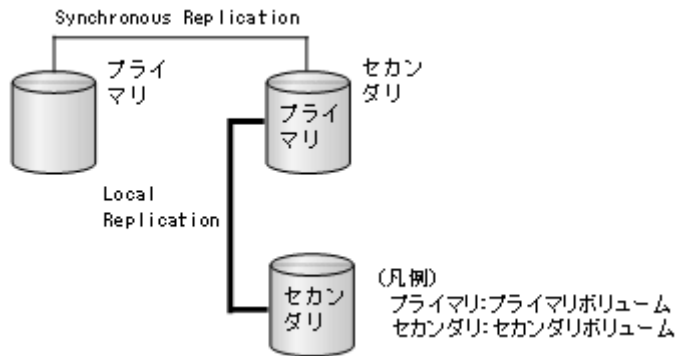 Synchronous Replication
プライ
マリ
セカン
ダリ
プライ
マリ
Local
Replication
セカン
ダリ
(凡例)
プライマリ:プライマリボリューム
セカンダリ:セカンダリボリューム